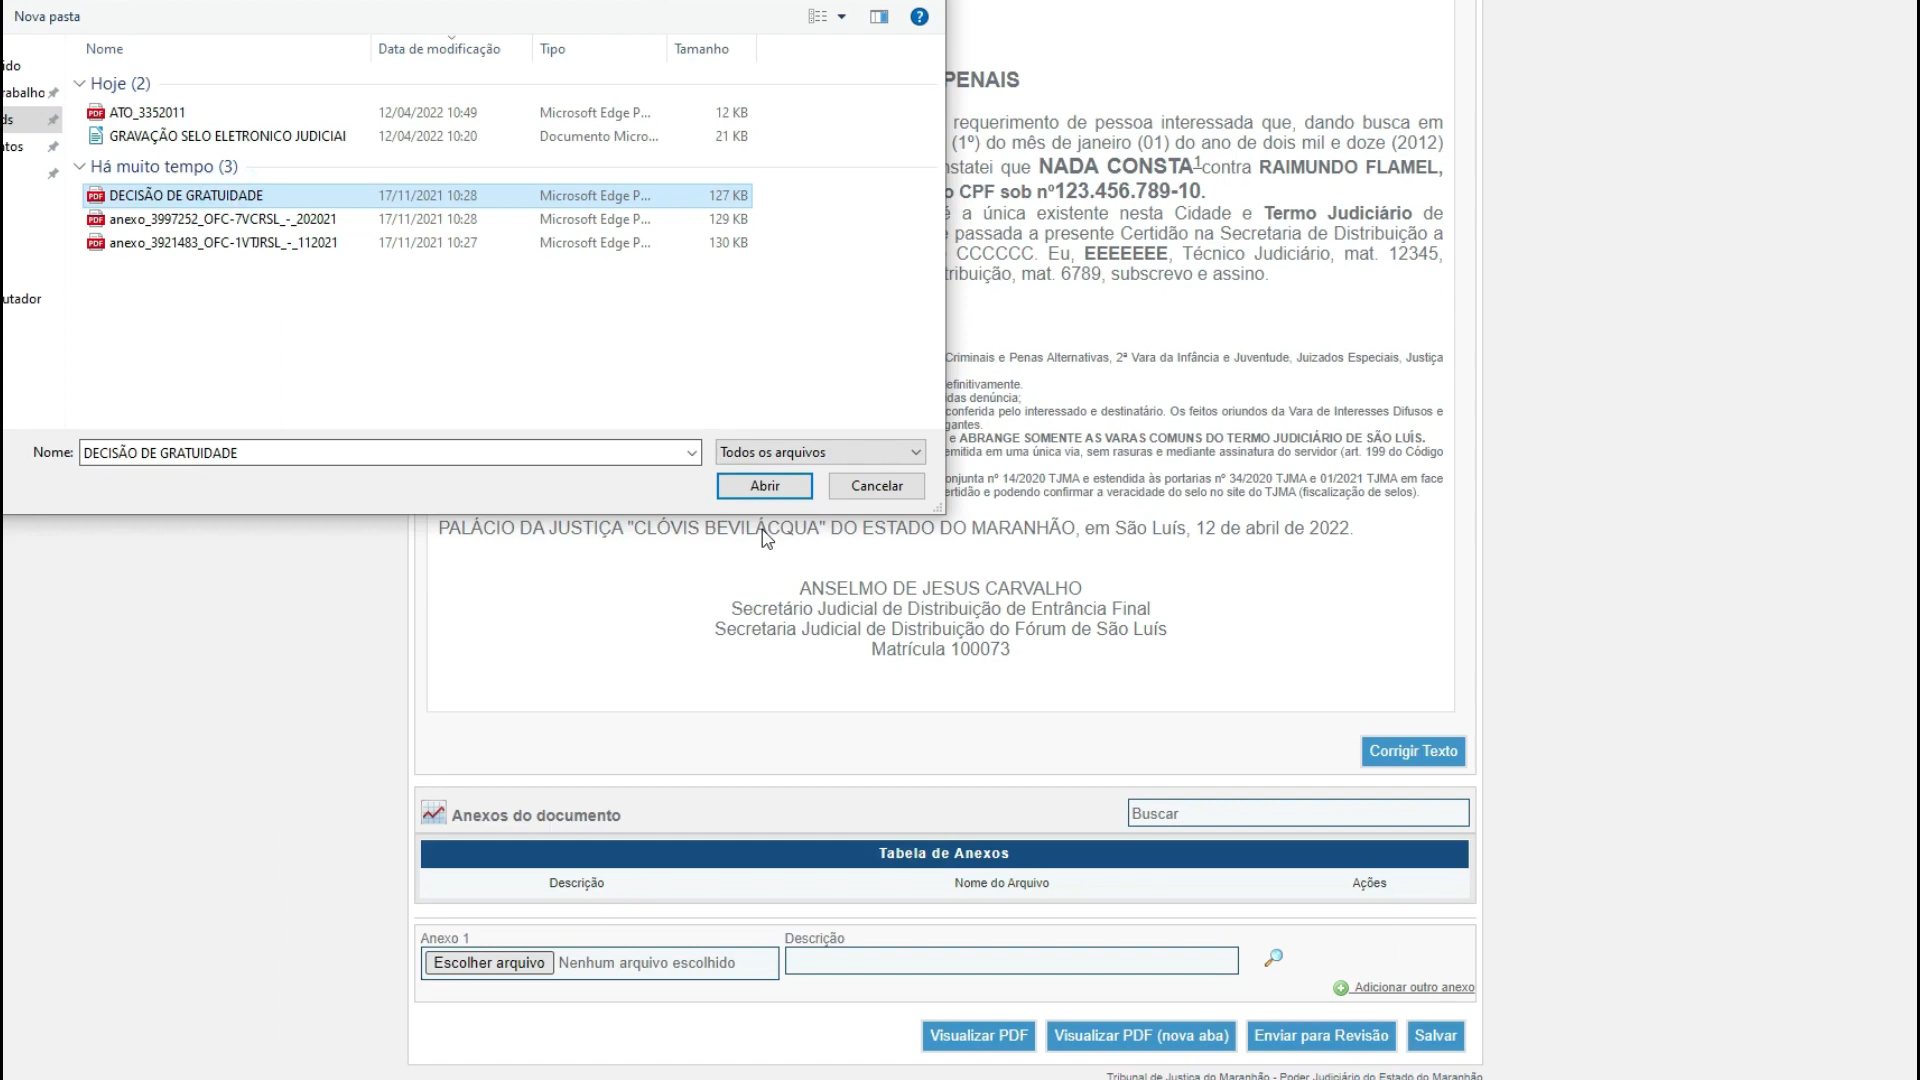 Nova pasta
Nome Data de modificação Tipo Tamanho
Hoje (2)
ATO_3352011 12/04/2022 10:49 Microsoft Edge P... 12 KB
GRAVAÇÃO SELO ELETRONICO JUDICIAI 12/04/2022 10:20 Documento Micro... 21 KB
Há muito tempo (3)
DECISÃO DE GRATUIDADE 17/11/2021 10:28 Microsoft Edge P... 127 KB
anexo_3997252_OFC-7VCRSL_-_202021 17/11/2021 10:28 Microsoft Edge P... 129 KB
anexo_3921483_OFC-1VTJRSL_-_112021 17/11/2021 10:27 Microsoft Edge P... 130 KB
ido
rabalho
ds
ntos
utador
Nome: DECISÃO DE GRATUIDADE Todos os arquivos
Abrir Cancelar
PENAIS
requerimento de pessoa interessada que, dando busca em
(1º) do mês de janeiro (01) do ano de dois mil e doze (2012)
nstatei que NADA CONSTA1contra RAIMUNDO FLAMEL,
o CPF sob nº123.456.789-10.
é a única existente nesta Cidade e Termo Judiciário de
passada a presente Certidão na Secretaria de Distribuição a
CCCCCC. Eu, EEEEEEE, Técnico Judiciário, mat. 12345,
tribuição, mat. 6789, subscrevo e assino.
Criminais e Penas Alternativas, 2ª Vara da Infância e Juventude, Juizados Especiais, Justiça
efinitivamente.
das denúncia;
conferida pelo interessado e destinatário. Os feitos oriundos da Vara de Interesses Difusos e
gantes.
e ABRANGE SOMENTE AS VARAS COMUNS DO TERMO JUDICIÁRIO DE SÃO LUÍS.
emitida em uma única via, sem rasuras e mediante assinatura do servidor (art. 199 do Código
onjunta nº 14/2020 TJMA e estendida às portarias nº 34/2020 TJMA e 01/2021 TJMA em face
ertidão e podendo confirmar a veracidade do selo no site do TJMA (fiscalização de selos).
PALÁCIO DA JUSTIÇA "CLÓVIS BEVILÁCQUA" DO ESTADO DO MARANHÃO, em São Luís, 12 de abril de 2022.
ANSELMO DE JESUS CARVALHO
Secretário Judicial de Distribuição de Entrância Final
Secretaria Judicial de Distribuição do Fórum de São Luís
Matrícula 100073
Corrigir Texto
Anexos do documento Buscar
Tabela de Anexos
Descrição Nome do Arquivo Ações
Anexo 1 Descrição
Escolher arquivo Nenhum arquivo escolhido
Adicionar outro anexo
Visualizar PDF Visualizar PDF (nova aba) Enviar para Revisão Salvar
Tribunal de Justiça do Maranhão - Poder Judiciário do Estado do Maranhão